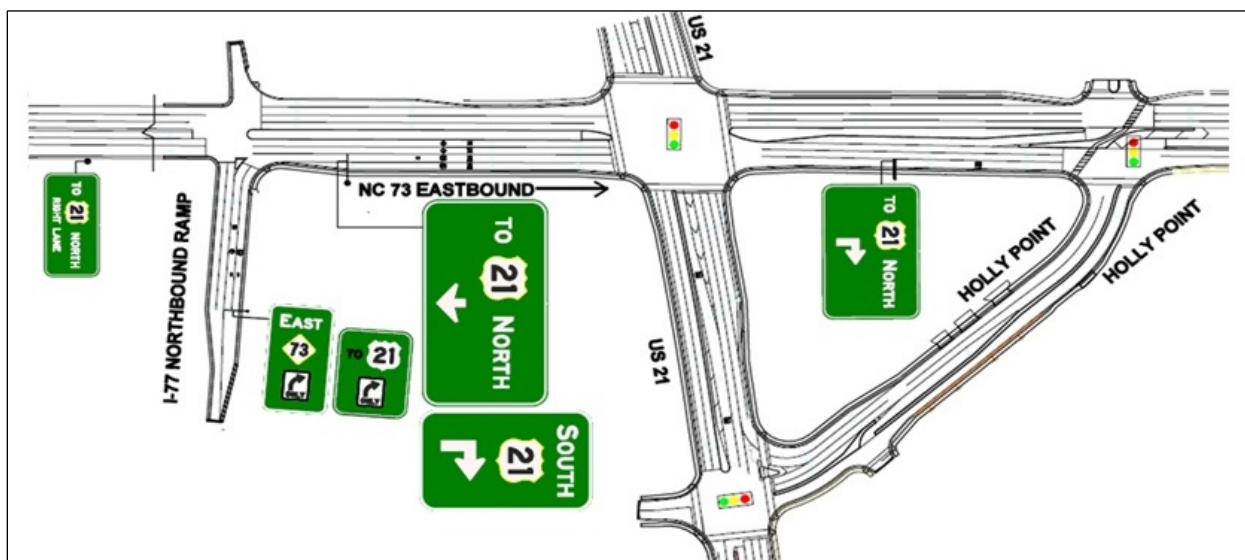 US 21
NC 73 EASTBOUND
TO 21 NORTH
RIGHT LANE
I-77 NORTHBOUND RAMP
EAST
73
ONLY
TO 21
ONLY
TO 21 NORTH
SOUTH
21
TO 21 NORTH
US 21
HOLLY POINT
HOLLY POINT